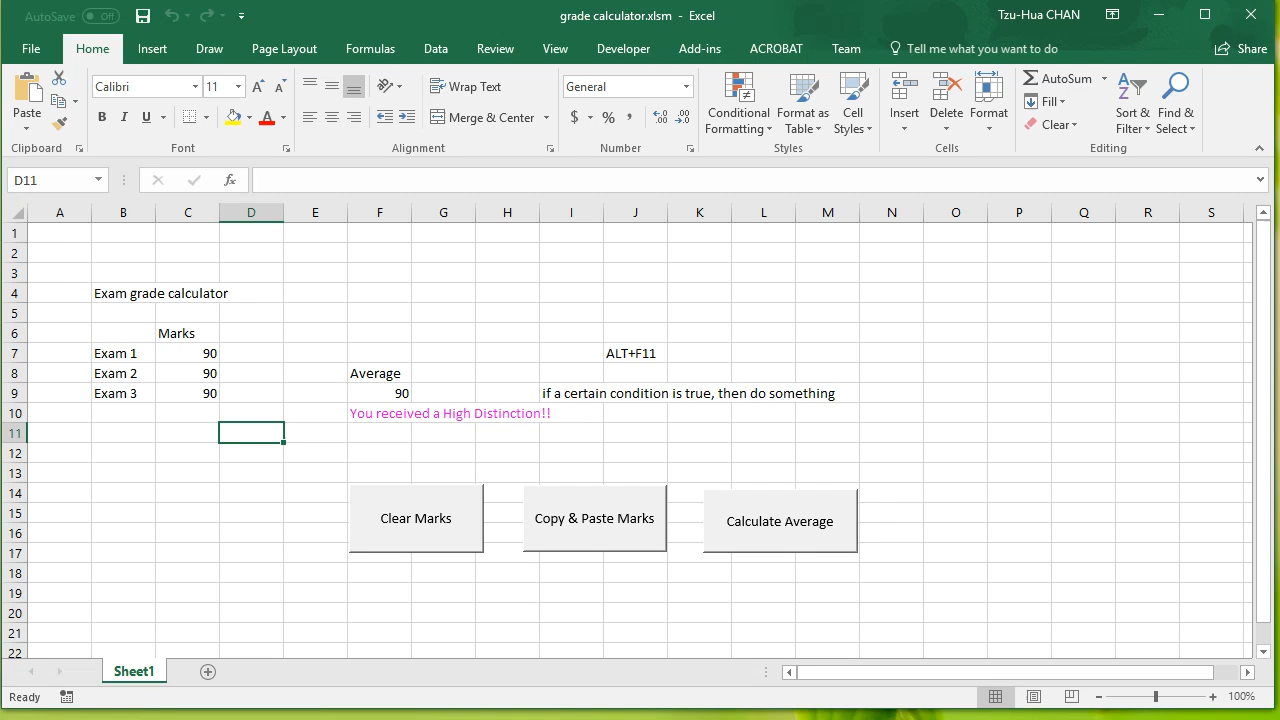 AutoSave Off grade calculator.xlsm - Excel Tzu-Hua CHAN
File Home Insert Draw Page Layout Formulas Data Review View Developer Add-ins ACROBAT Team Tell me what you want to do Share
Paste
Calibri 11
B I U A
Wrap Text
Merge & Center
General
$ % ,
Conditional Formatting
Format as Table
Cell Styles
Insert Delete Format
AutoSum
Fill
Clear
Sort & Filter
Find & Select
Clipboard Font Alignment Number Styles Cells Editing
D11 fx
A B C D E F G H I J K L M N O P Q R S
1
2
3
4 Exam grade calculator
5
6 Marks
7 Exam 1 90 ALT+F11
8 Exam 2 90 Average
9 Exam 3 90 90 if a certain condition is true, then do something
10 You received a High Distinction!!
11
12
13
14
15
16
17
18
19
20
21
22
Clear Marks Copy & Paste Marks Calculate Average
Sheet1
Ready 100%